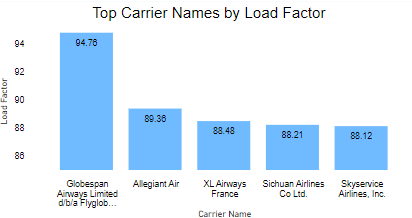 Top Carrier Names by Load Factor
Load Factor
94
92
90
88
86
94.76
89.36
88.48
88.21
88.12
Globespan
Airways Limited
d/b/a Flyglob...
Allegiant Air
XL Airways
France
Sichuan Airlines
Co Ltd.
Skyservice
Airlines, Inc.
Carrier Name